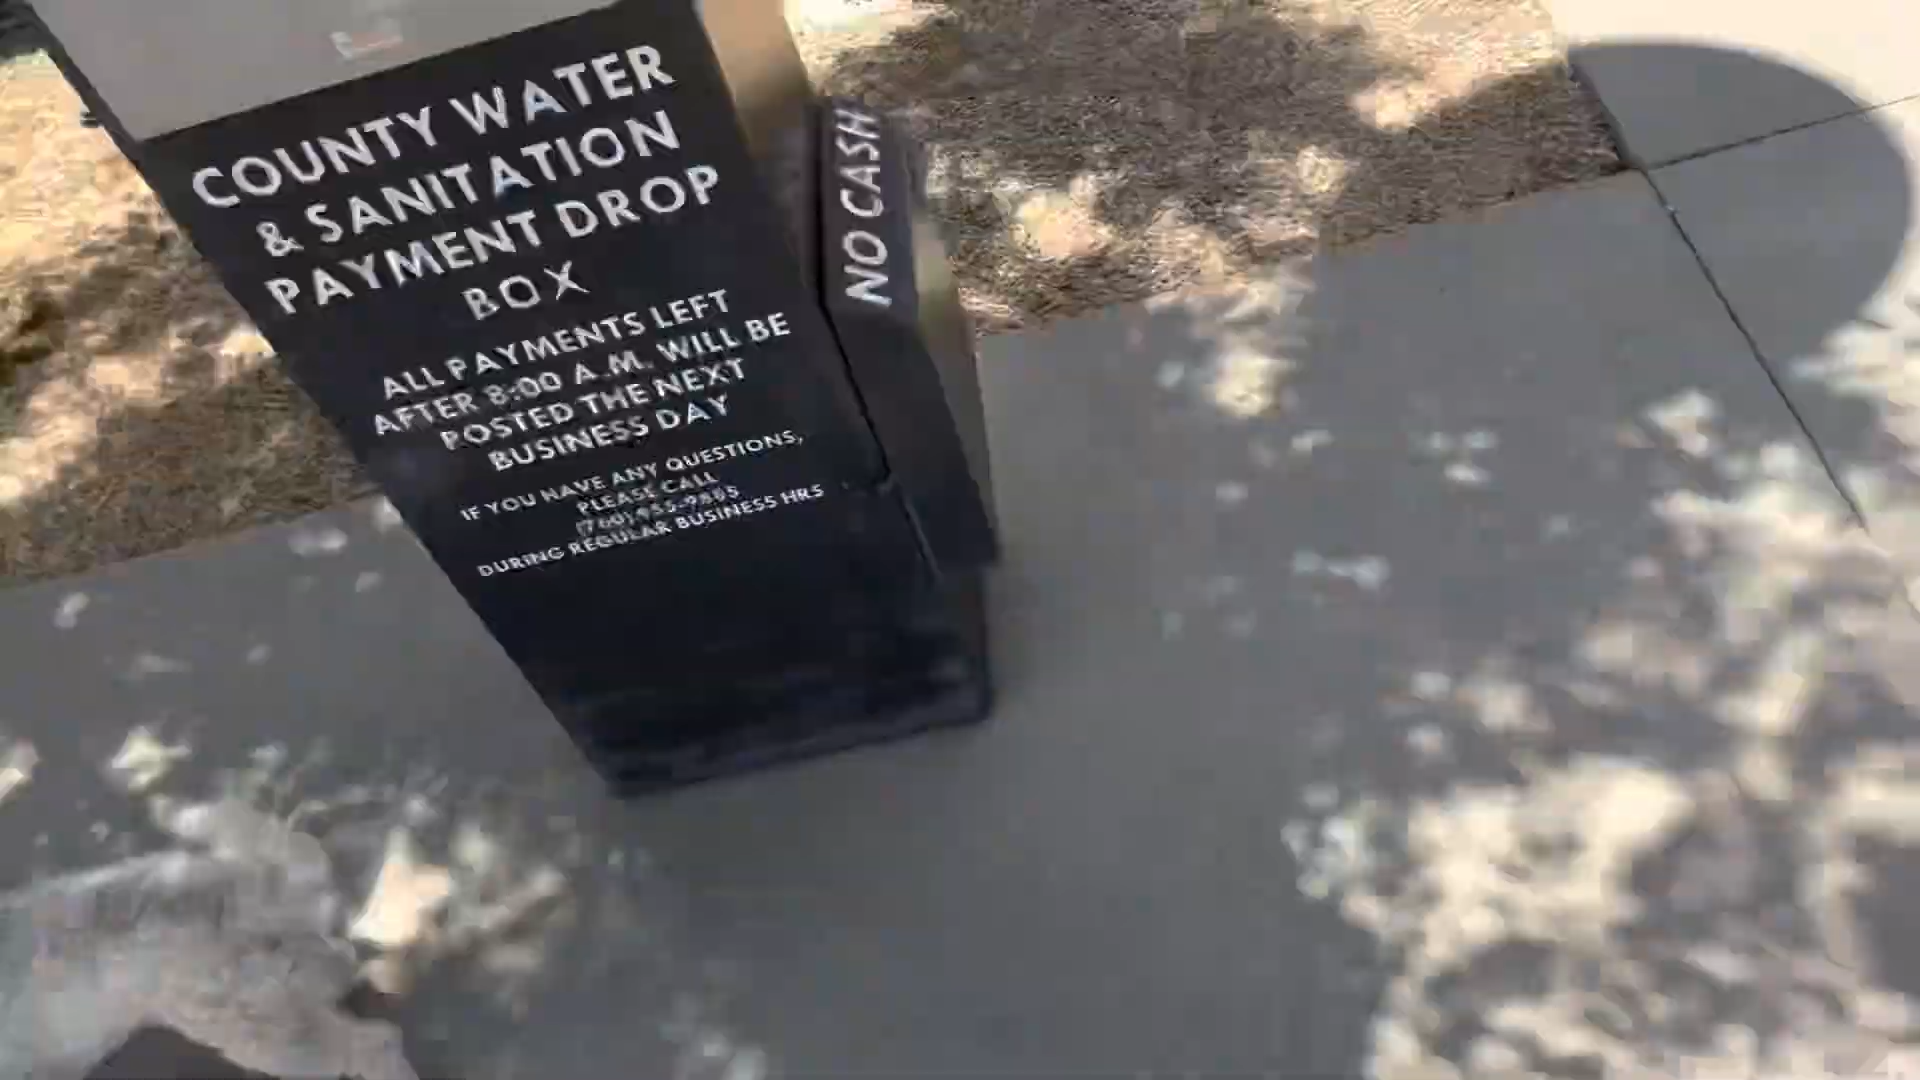 COUNTY WATER
& SANITATION
PAYMENT DROP
BOX
ALL PAYMENTS LEFT
AFTER 8:00 A.M. WILL BE
POSTED THE NEXT
BUSINESS DAY
IF YOU HAVE ANY QUESTIONS,
PLEASE CALL
DURING REGULAR BUSINESS HRS
NO CASH